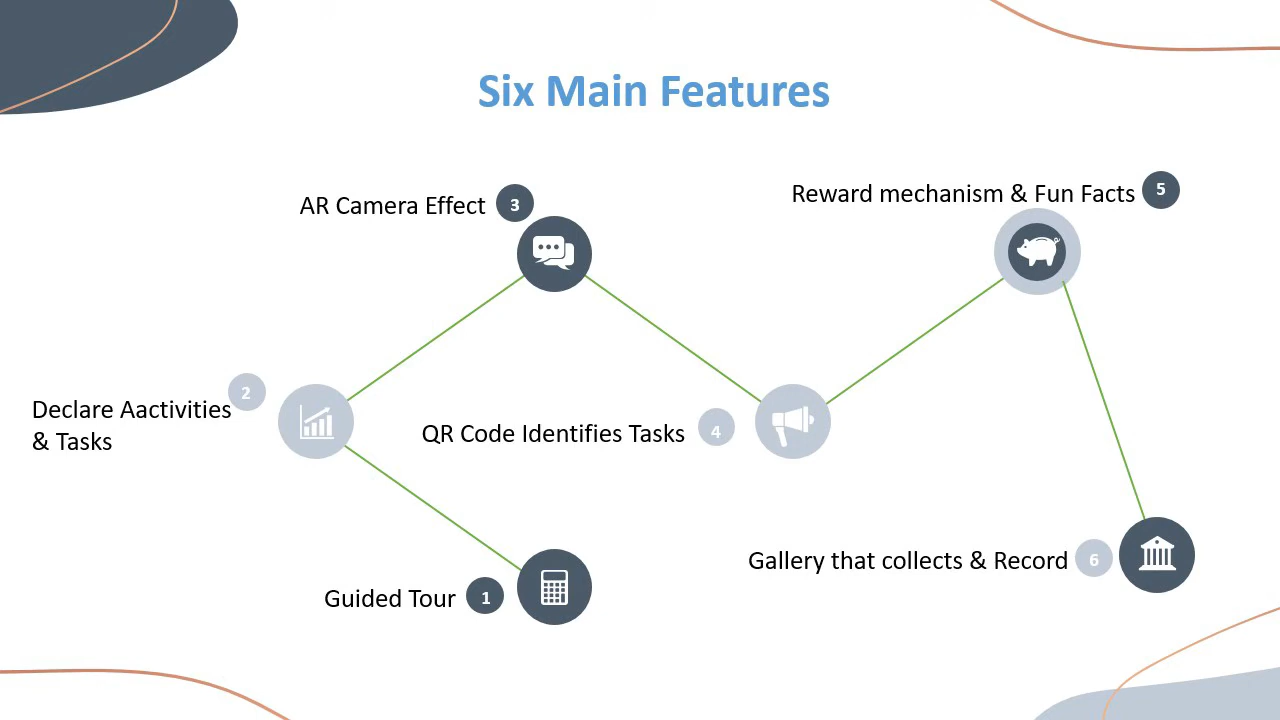 Six Main Features
AR Camera Effect 3
Reward mechanism & Fun Facts 5
2
Declare Aactivities
& Tasks
QR Code Identifies Tasks 4
Gallery that collects & Record 6
Guided Tour 1